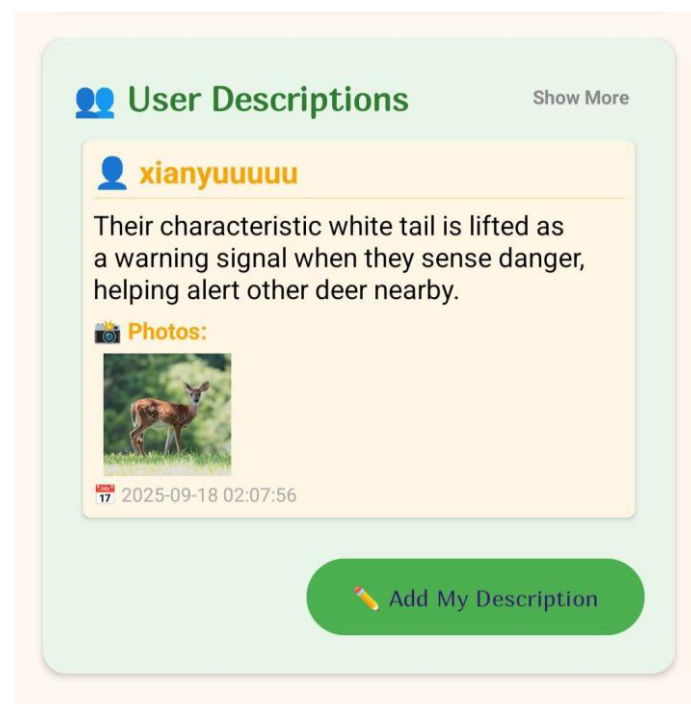 👥 User Descriptions
Show More
👤 xianyuuuuu
Their characteristic white tail is lifted as
a warning signal when they sense danger,
helping alert other deer nearby.
📸 Photos:
📅 2025-09-18 02:07:56
✏️ Add My Description